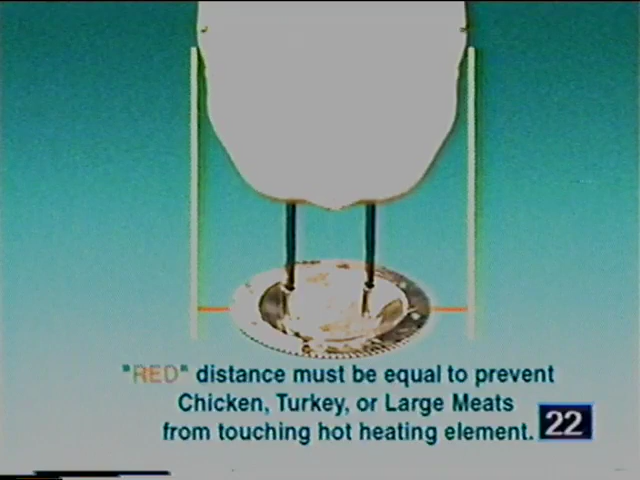 "RED" distance must be equal to prevent
Chicken, Turkey, or Large Meats
from touching hot heating element.
22